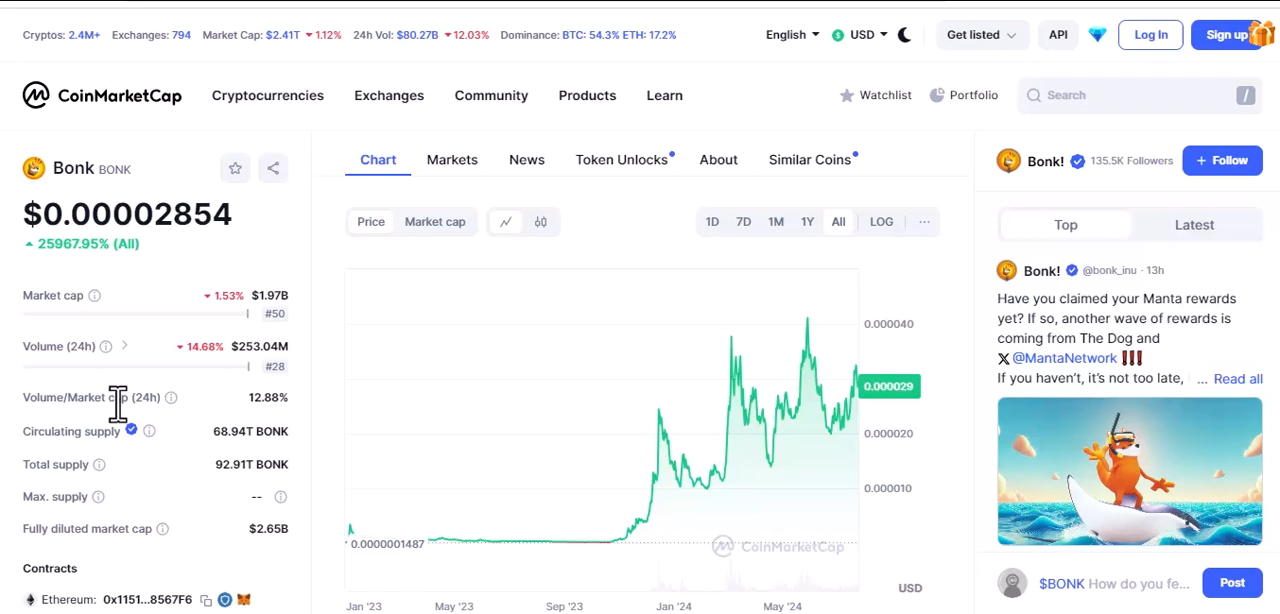 Cryptos: 2.4M+ Exchanges: 794 Market Cap: $2.41T 1.12% 24h Vol: $80.27B 12.03% Dominance: BTC: 54.3% ETH: 17.2% English USD Get listed API Log In Sign up
CoinMarketCap Cryptocurrencies Exchanges Community Products Learn Watchlist Portfolio Search /
Bonk BONK
$0.00002854
25967.95% (All)
Market cap 1.53% $1.97B
#50
Volume (24h) 14.68% $253.04M
#28
Volume/Market (24h) 12.88%
Circulating supply 68.94T BONK
Total supply 92.91T BONK
Max. supply --
Fully diluted market cap $2.65B
Contracts
Ethereum: 0x1151...8567F6
Chart Markets News Token Unlocks About Similar Coins
Price Market cap 1D 7D 1M 1Y All LOG ...
0.000040
0.000029
0.000020
0.000010
0.0000001487
CoinMarketCap
USD
Jan '23 May '23 Sep '23 Jan '24 May '24
Bonk! 135.5K Followers + Follow
Top Latest
Bonk! @bonk_inu · 13h
Have you claimed your Manta rewards
yet? If so, another wave of rewards is
coming from The Dog and
X @MantaNetwork !!!
If you haven't, it's not too late, ... Read all
$BONK How do you fe... Post